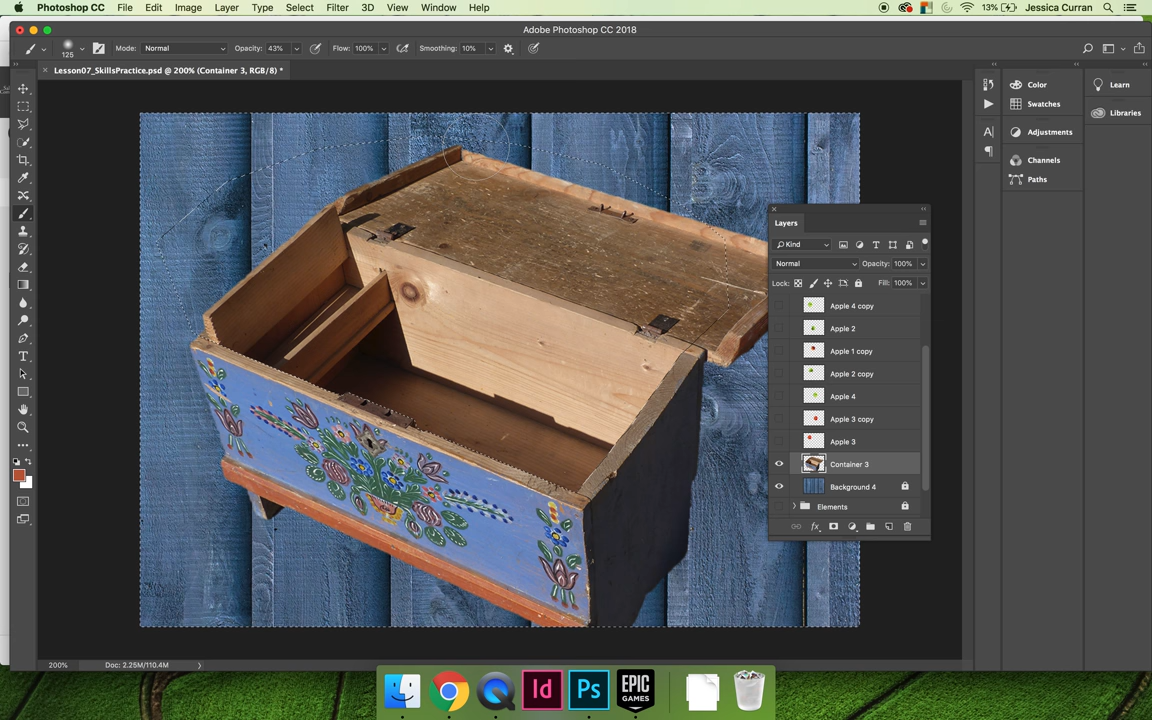 Photoshop CC File Edit Image Layer Type Select Filter 3D View Window Help 13% Jessica Curran
Adobe Photoshop CC 2018
125 Mode: Normal Opacity: 43% Flow: 100% Smoothing: 10%
Lesson07_SkillsPractice.psd @ 200% (Container 3, RGB/8) *
Color
Swatches
Adjustments
Channels
Paths
Learn
Libraries
Layers
Kind
Normal Opacity: 100%
Lock: Fill: 100%
Apple 4 copy
Apple 2
Apple 1 copy
Apple 2 copy
Apple 4
Apple 3 copy
Apple 3
Container 3
Background 4
Elements
fx
200% Doc: 2.25M/110.4M
Id
Ps
EPIC
GAMES